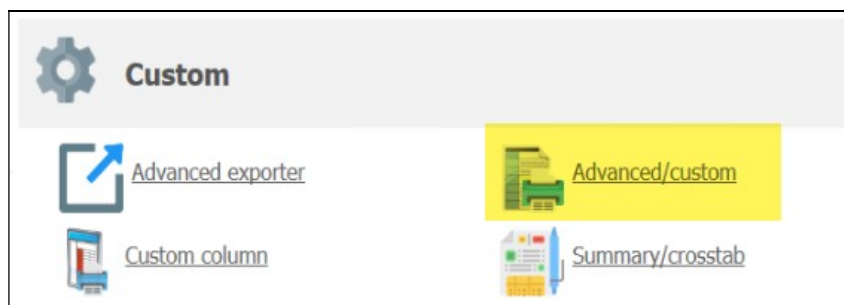 Custom
Advanced exporter
Advanced/custom
Custom column
Summary/crosstab